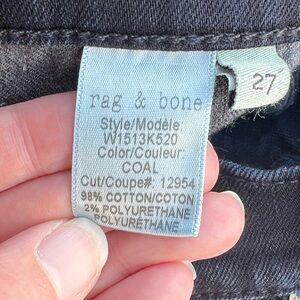 rag & bone
27
Style/Modèle:
W1513K520
Color/Couleur:
COAL
Cut/Coupe#: 12954
98% COTTON/COTON
2% POLYURETHANE
POLYURETHANE